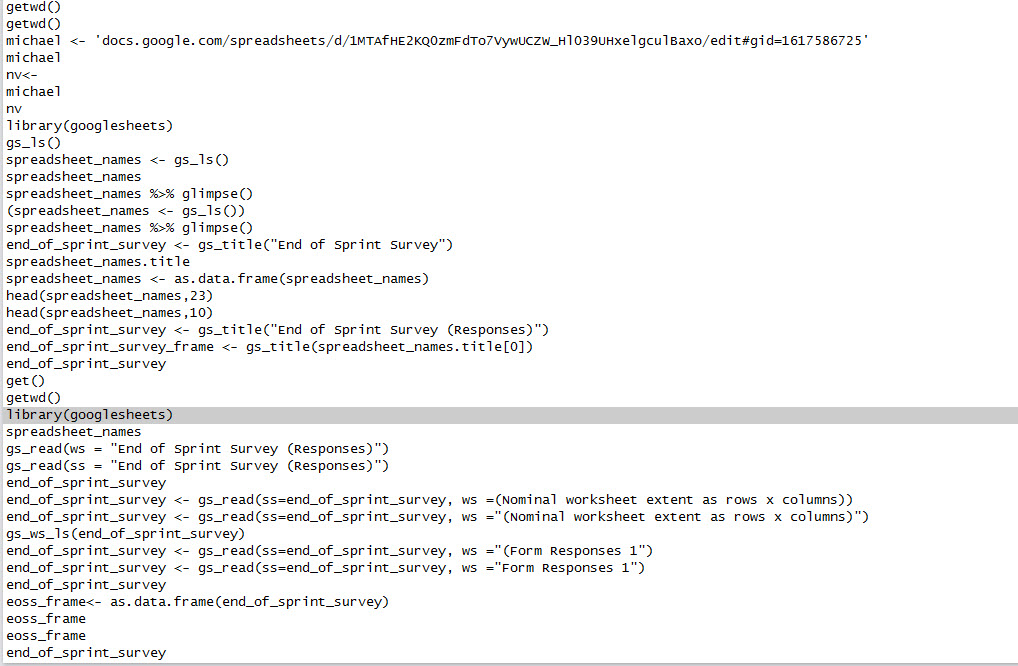 getwd()
getwd()
michael <- 'docs.google.com/spreadsheets/d/1MTAfHE2KQOzmFdTo7VywUCZW_HlO39UHxelgculBaxo/edit#gid=1617586725'
michael
nv<-
michael
nv
library(googlesheets)
gs_ls()
spreadsheet_names <- gs_ls()
spreadsheet_names
spreadsheet_names %>% glimpse()
(spreadsheet_names <- gs_ls())
spreadsheet_names %>% glimpse()
end_of_sprint_survey <- gs_title("End of Sprint Survey")
spreadsheet_names.title
spreadsheet_names <- as.data.frame(spreadsheet_names)
head(spreadsheet_names,23)
head(spreadsheet_names,10)
end_of_sprint_survey <- gs_title("End of Sprint Survey (Responses)")
end_of_sprint_survey_frame <- gs_title(spreadsheet_names.title[0])
end_of_sprint_survey
get()
getwd()
library(googlesheets)
spreadsheet_names
gs_read(ws = "End of Sprint Survey (Responses)")
gs_read(ss = "End of Sprint Survey (Responses)")
end_of_sprint_survey
end_of_sprint_survey <- gs_read(ss=end_of_sprint_survey, ws =(Nominal worksheet extent as rows x columns))
end_of_sprint_survey <- gs_read(ss=end_of_sprint_survey, ws ="(Nominal worksheet extent as rows x columns)")
gs_ws_ls(end_of_sprint_survey)
end_of_sprint_survey <- gs_read(ss=end_of_sprint_survey, ws ="(Form Responses 1")
end_of_sprint_survey <- gs_read(ss=end_of_sprint_survey, ws ="Form Responses 1")
end_of_sprint_survey
eoss_frame<- as.data.frame(end_of_sprint_survey)
eoss_frame
eoss_frame
end_of_sprint_survey